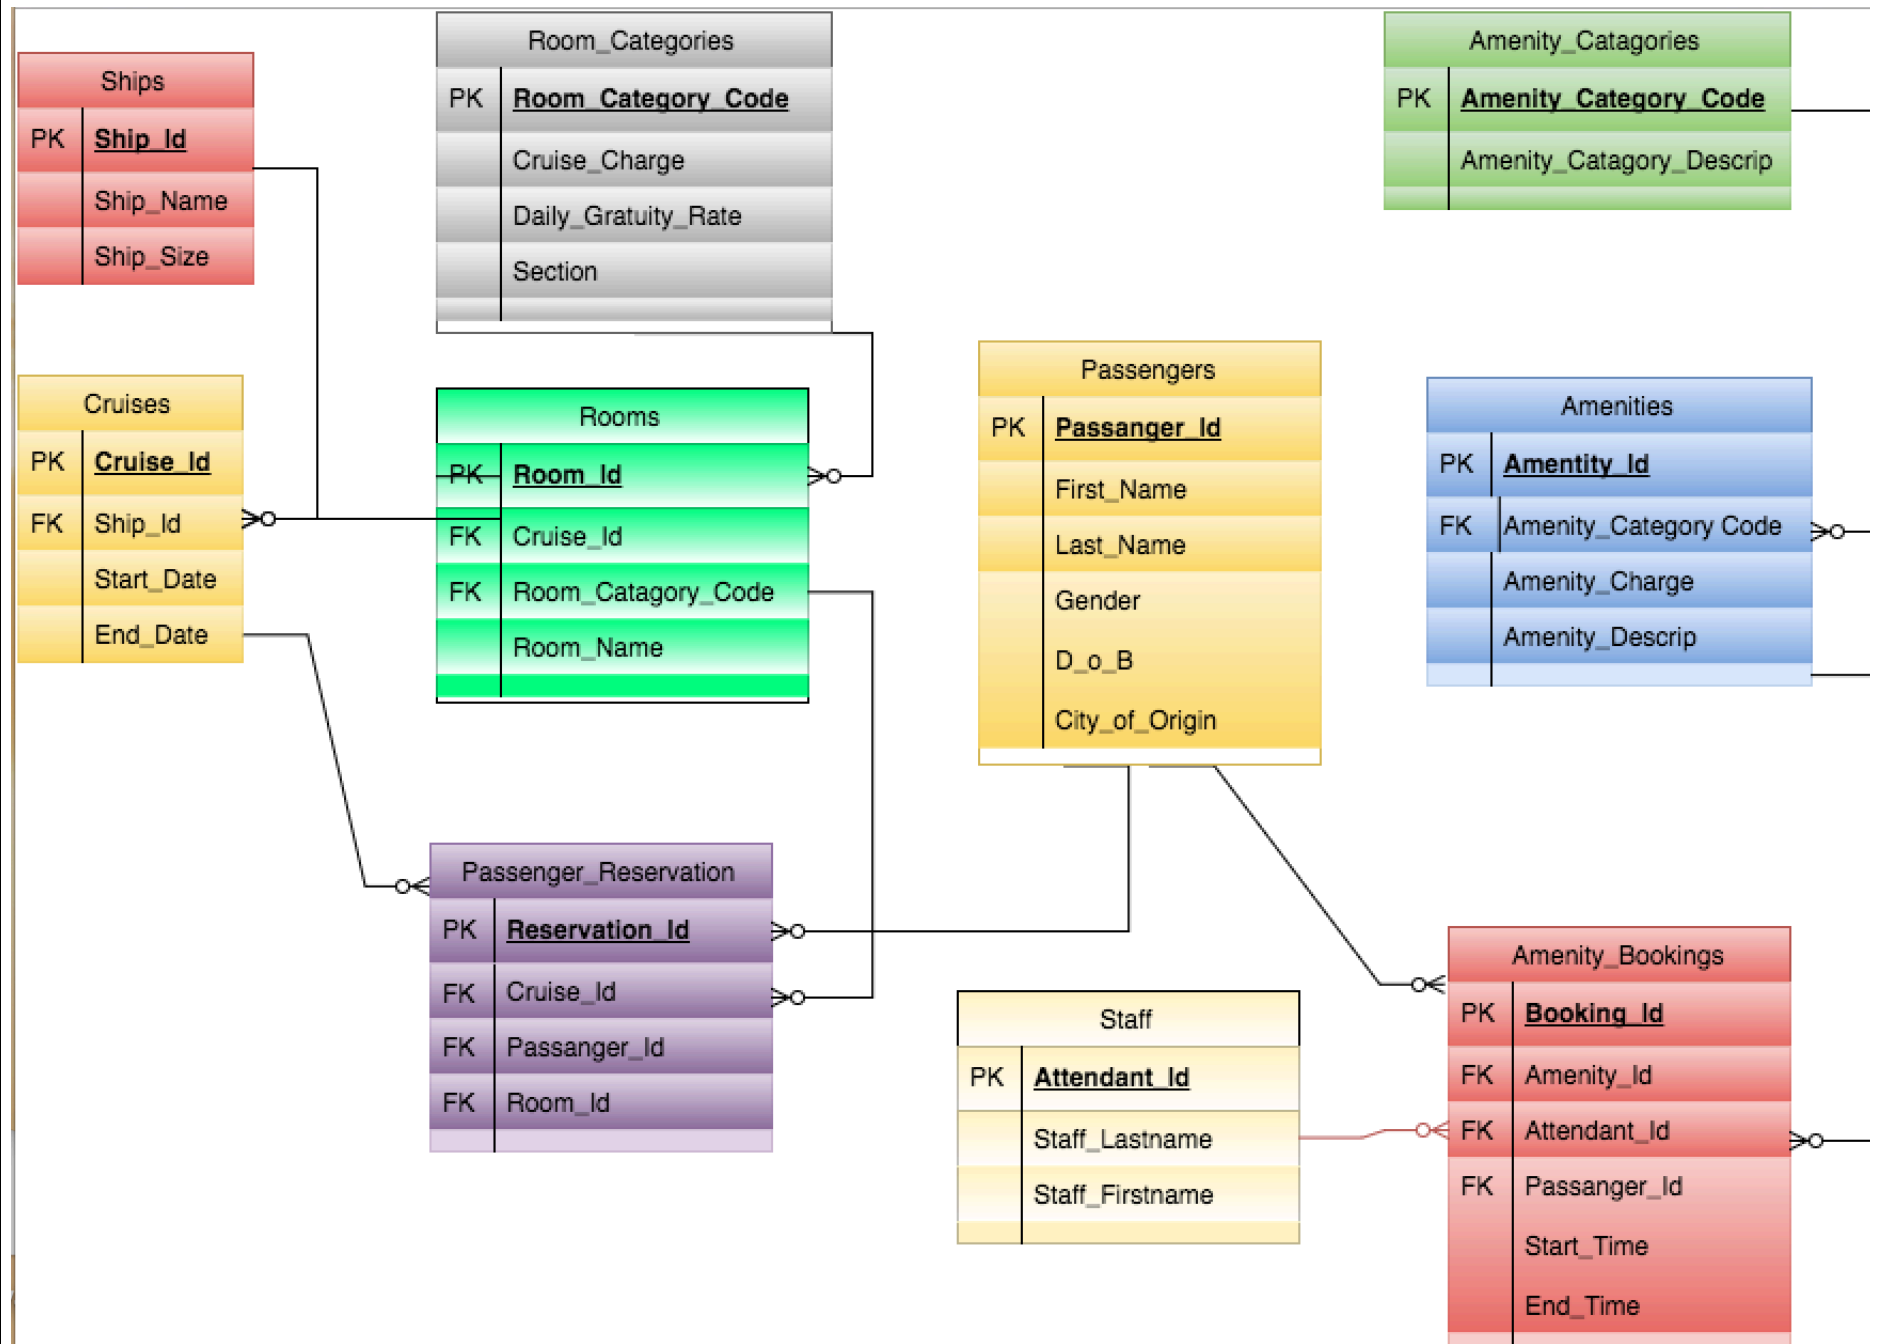 Ships
PK Ship_Id
Ship_Name
Ship_Size
Room_Categories
PK Room_Category_Code
Cruise_Charge
Daily_Gratuity_Rate
Section
Amenity_Catagories
PK Amenity_Category_Code
Amenity_Catagory_Descrip
Cruises
PK Cruise_Id
FK Ship_Id
Start_Date
End_Date
Rooms
PK Room_Id
FK Cruise_Id
FK Room_Catagory_Code
Room_Name
Passengers
PK Passanger_Id
First_Name
Last_Name
Gender
D_o_B
City_of_Origin
Amenities
PK Amentity_Id
FK Amenity_Category Code
Amenity_Charge
Amenity_Descrip
Passenger_Reservation
PK Reservation_Id
FK Cruise_Id
FK Passanger_Id
FK Room_Id
Staff
PK Attendant_Id
Staff_Lastname
Staff_Firstname
Amenity_Bookings
PK Booking_Id
FK Amenity_Id
FK Attendant_Id
FK Passanger_Id
Start_Time
End_Time